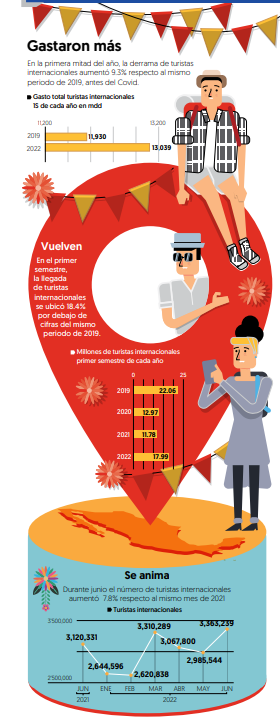 Gastaron más
En la primera mitad del año, la derrama de turistas
internacionales aumentó 9.3% respecto al mismo
periodo de 2019, antes del Covid.
Gasto total turistas internacionales
1S de cada año en mdd
11,200 13,200
2019 11,930
2022 13,039
Vuelven
En el primer
semestre,
la llegada
de turistas
internacionales
se ubicó 18.4%
por debajo de
cifras del mismo
periodo de 2019.
Millones de turistas internacionales
primer semestre de cada año
0 25
2019 22.06
2020 12.97
2021 11.78
2022 17.99
Se anima
Durante junio el número de turistas internacionales
aumentó 7.8% respecto al mismo mes de 2021
Turistas internacionales
3'500,000
3,120,331 2,644,596 2,620,838 3,310,289 3,067,800 2,985,544 3,363,239
2'500,000
JUN ENE FEB MAR ABR MAY JUN
2021 2022